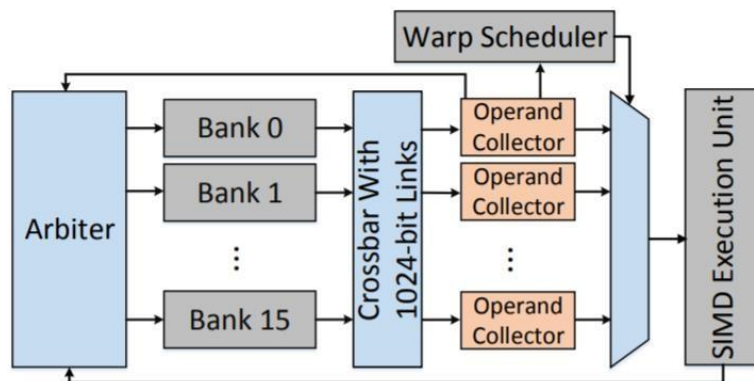 Warp Scheduler
Arbiter
Bank 0
Bank 1
⋮
Bank 15
Crossbar With
1024-bit Links
Operand
Collector
Operand
Collector
⋮
Operand
Collector
SIMD Execution Unit